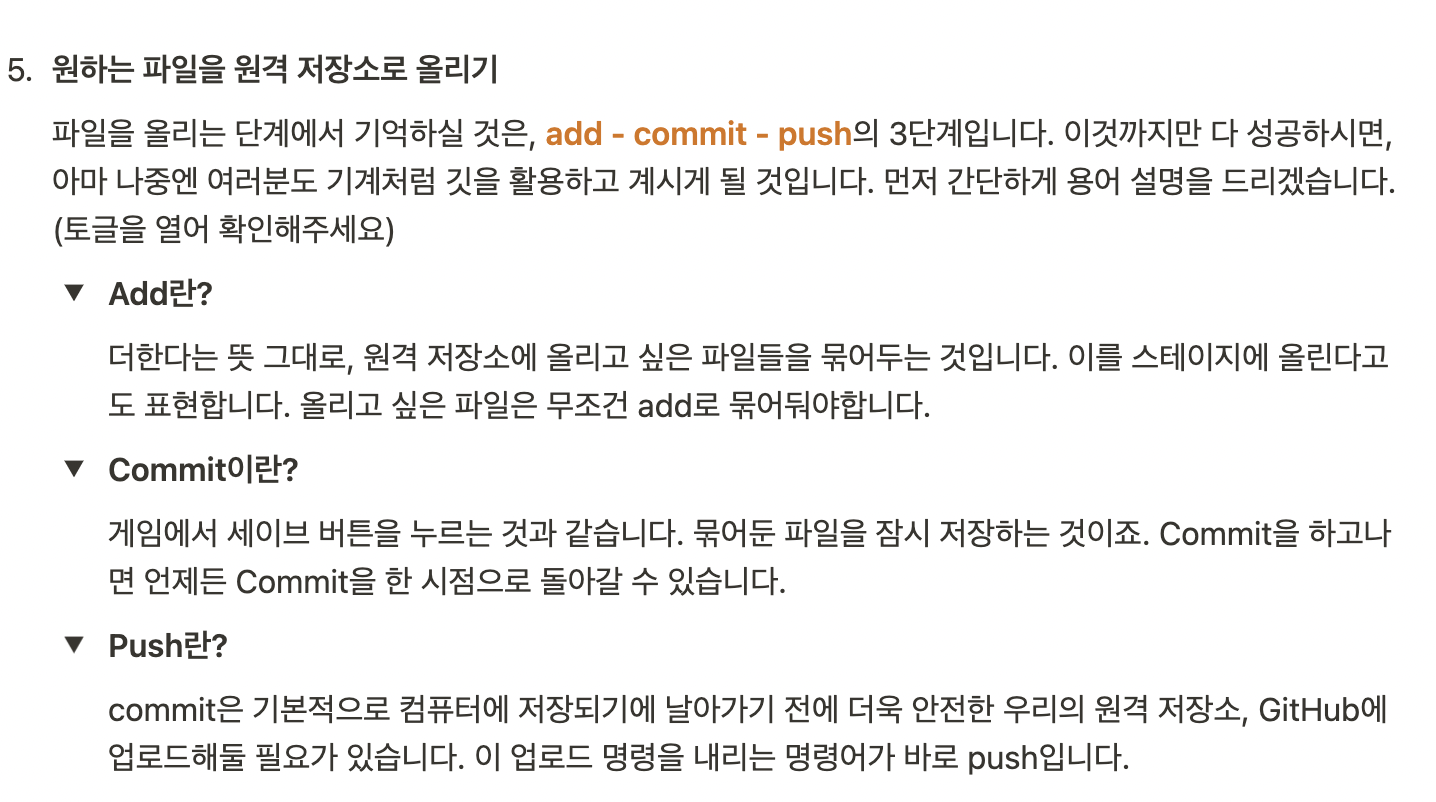 5. 원하는 파일을 원격 저장소로 올리기
파일을 올리는 단계에서 기억하실 것은, add - commit - push의 3단계입니다. 이것까지만 다 성공하시면,
아마 나중엔 여러분도 기계처럼 깃을 활용하고 계시게 될 것입니다. 먼저 간단하게 용어 설명을 드리겠습니다.
(토글을 열어 확인해주세요)
▼ Add란?
더한다는 뜻 그대로, 원격 저장소에 올리고 싶은 파일들을 묶어두는 것입니다. 이를 스테이지에 올린다고
도 표현합니다. 올리고 싶은 파일은 무조건 add로 묶어둬야합니다.
▼ Commit이란?
게임에서 세이브 버튼을 누르는 것과 같습니다. 묶어둔 파일을 잠시 저장하는 것이죠. Commit을 하고나
면 언제든 Commit을 한 시점으로 돌아갈 수 있습니다.
▼ Push란?
commit은 기본적으로 컴퓨터에 저장되기에 날아가기 전에 더욱 안전한 우리의 원격 저장소, GitHub에
업로드해둘 필요가 있습니다. 이 업로드 명령을 내리는 명령어가 바로 push입니다.